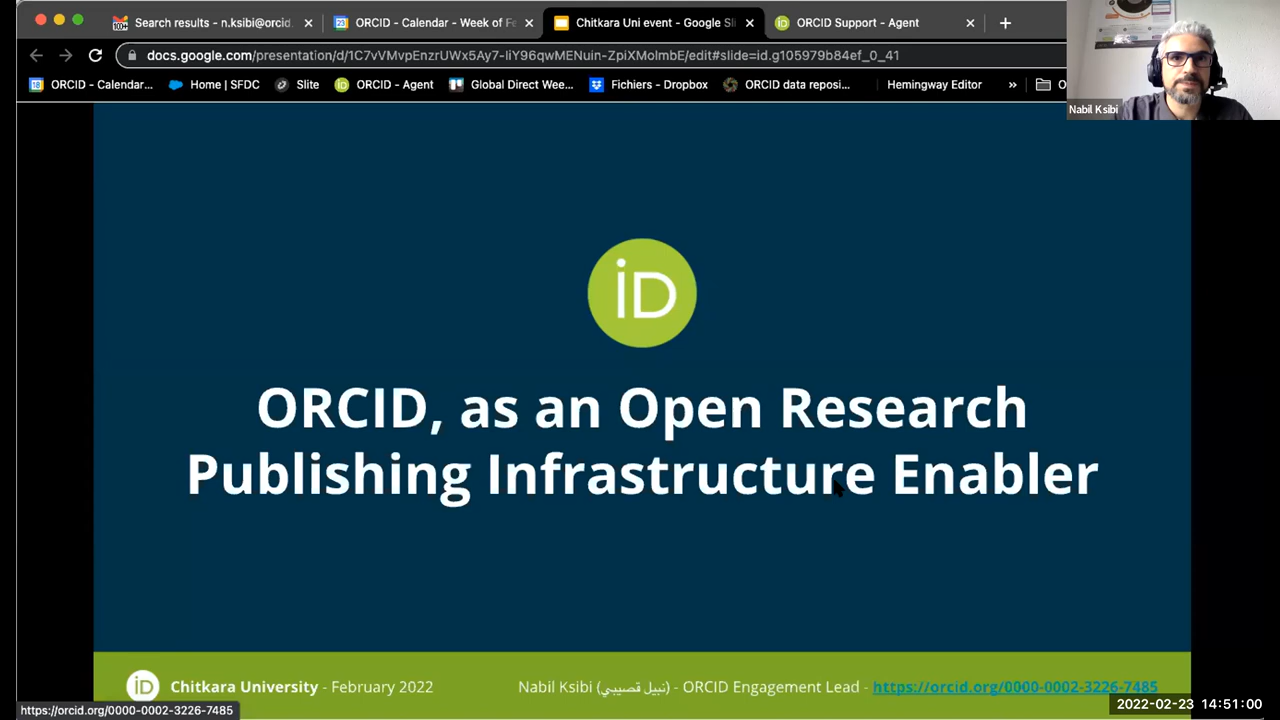 Search results - n.ksibi@orcid.
ORCID - Calendar - Week of Fe
Chitkara Uni event - Google Sli
ORCID Support - Agent
docs.google.com/presentation/d/1C7vVMvpEnzrUWx5Ay7-liY96qwMENuin-ZpiXMolmbE/edit#slide=id.g105979b84ef_0_41
ORCID - Calendar...
Home | SFDC
Slite
ORCID - Agent
Global Direct Wee...
Fichiers - Dropbox
ORCID data reposi...
Hemingway Editor
»
Nabil Ksibi
iD
ORCID, as an Open Research
Publishing Infrastructure Enabler
iD Chitkara University - February 2022
Nabil Ksibi (نبيل قصيبي) - ORCID Engagement Lead - https://orcid.org/0000-0002-3226-7485
https://orcid.org/0000-0002-3226-7485
2022-02-23 14:51:00